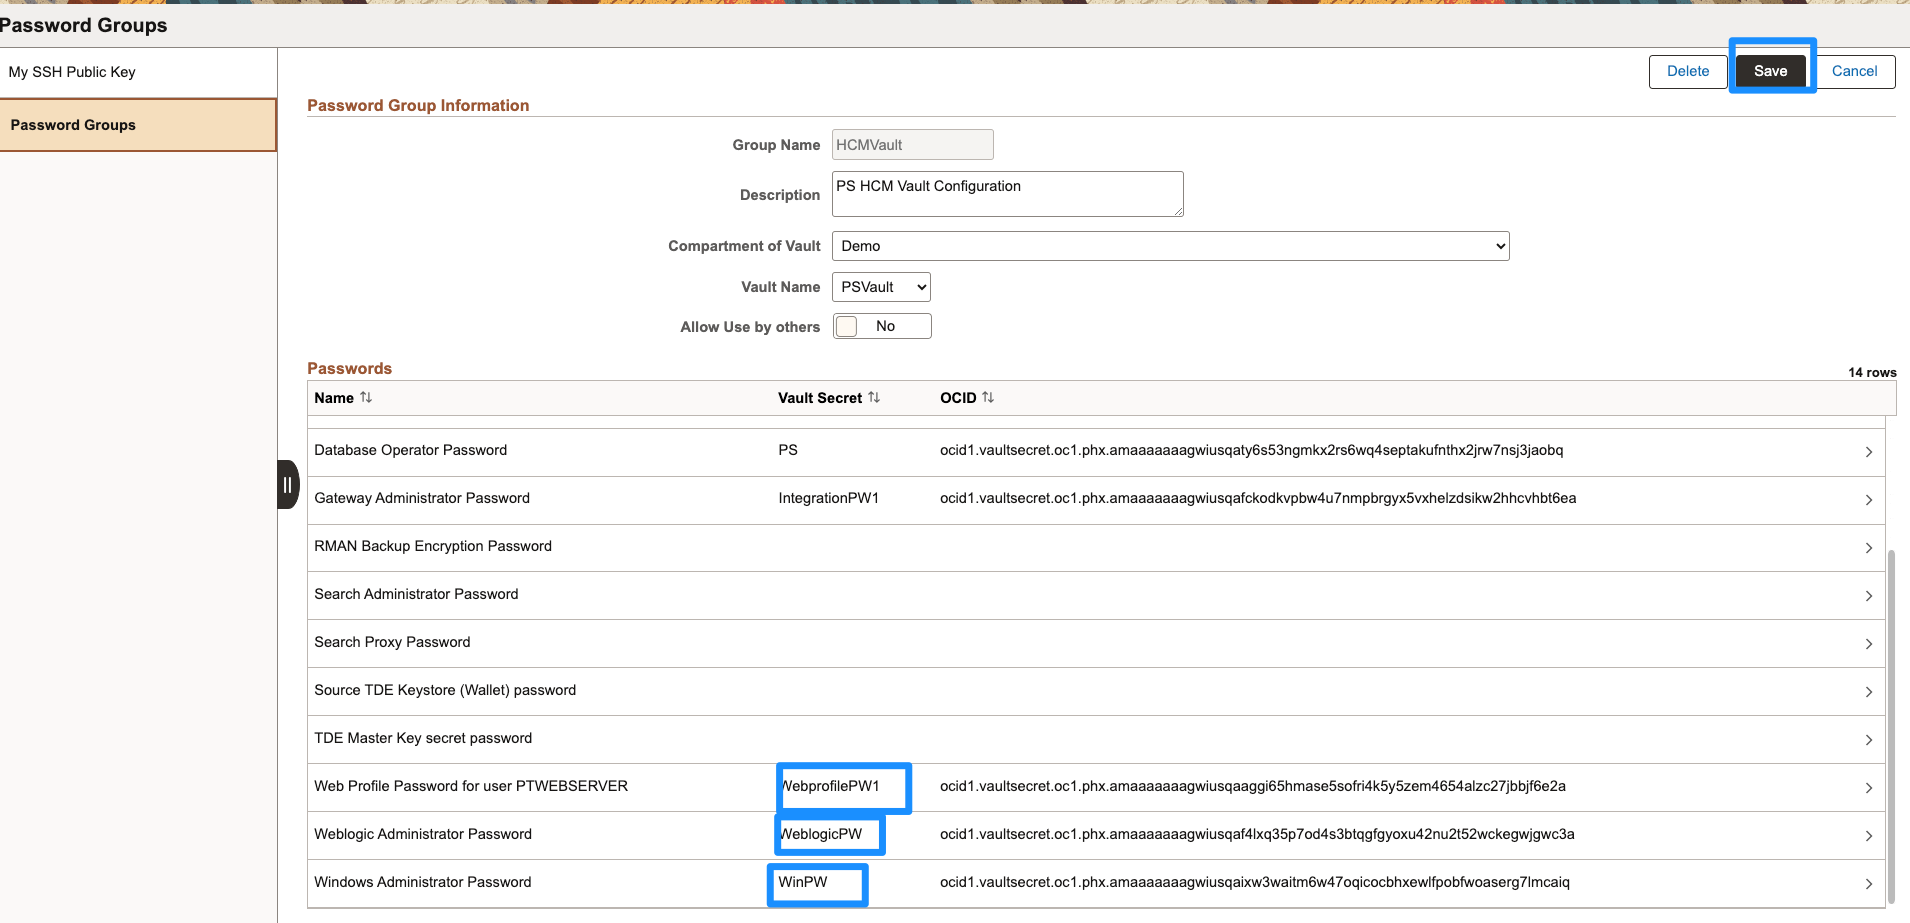 Password Groups
My SSH Public Key
Password Groups
Delete Save Cancel
Password Group Information
Group Name HCMVault
Description PS HCM Vault Configuration
Compartment of Vault Demo
Vault Name PSVault
Allow Use by others No
Passwords
14 rows
Name Vault Secret OCID
Database Operator Password PS ocid1.vaultsecret.oc1.phx.amaaaaaaagwiusqaty6s53ngmkx2rs6wq4septakufnthx2jrw7nsj3jaobq
Gateway Administrator Password IntegrationPW1 ocid1.vaultsecret.oc1.phx.amaaaaaaagwiusqafckodkvpbw4u7nmpbrgyx5vxhelzdsikw2hhcvhbt6ea
RMAN Backup Encryption Password
Search Administrator Password
Search Proxy Password
Source TDE Keystore (Wallet) password
TDE Master Key secret password
Web Profile Password for user PTWEBSERVER WebprofilePW1 ocid1.vaultsecret.oc1.phx.amaaaaaaagwiusqaaggi65hmase5sofri4k5y5zem4654alzc27jbbjf6e2a
Weblogic Administrator Password WeblogicPW ocid1.vaultsecret.oc1.phx.amaaaaaaagwiusqaf4lxq35p7od4s3btqgfgyoxu42nu2t52wckegwjgwc3a
Windows Administrator Password WinPW ocid1.vaultsecret.oc1.phx.amaaaaaaagwiusqaixw3waitm6w47oqicocbhxewlfpobfwoaserg7lmcaiq